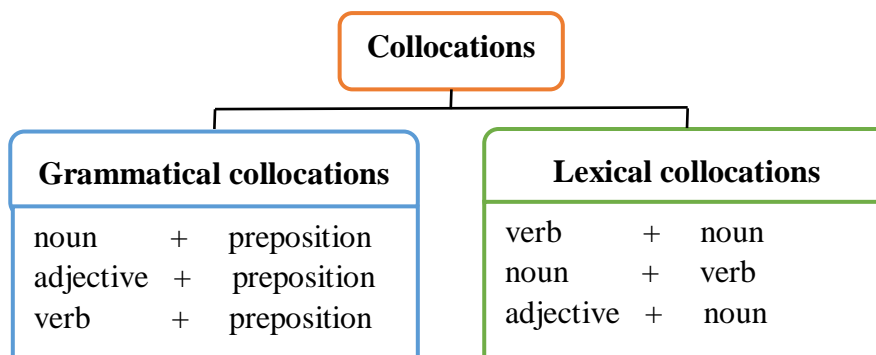 Collocations
Grammatical collocations
noun + preposition
adjective + preposition
verb + preposition
Lexical collocations
verb + noun
noun + verb
adjective + noun